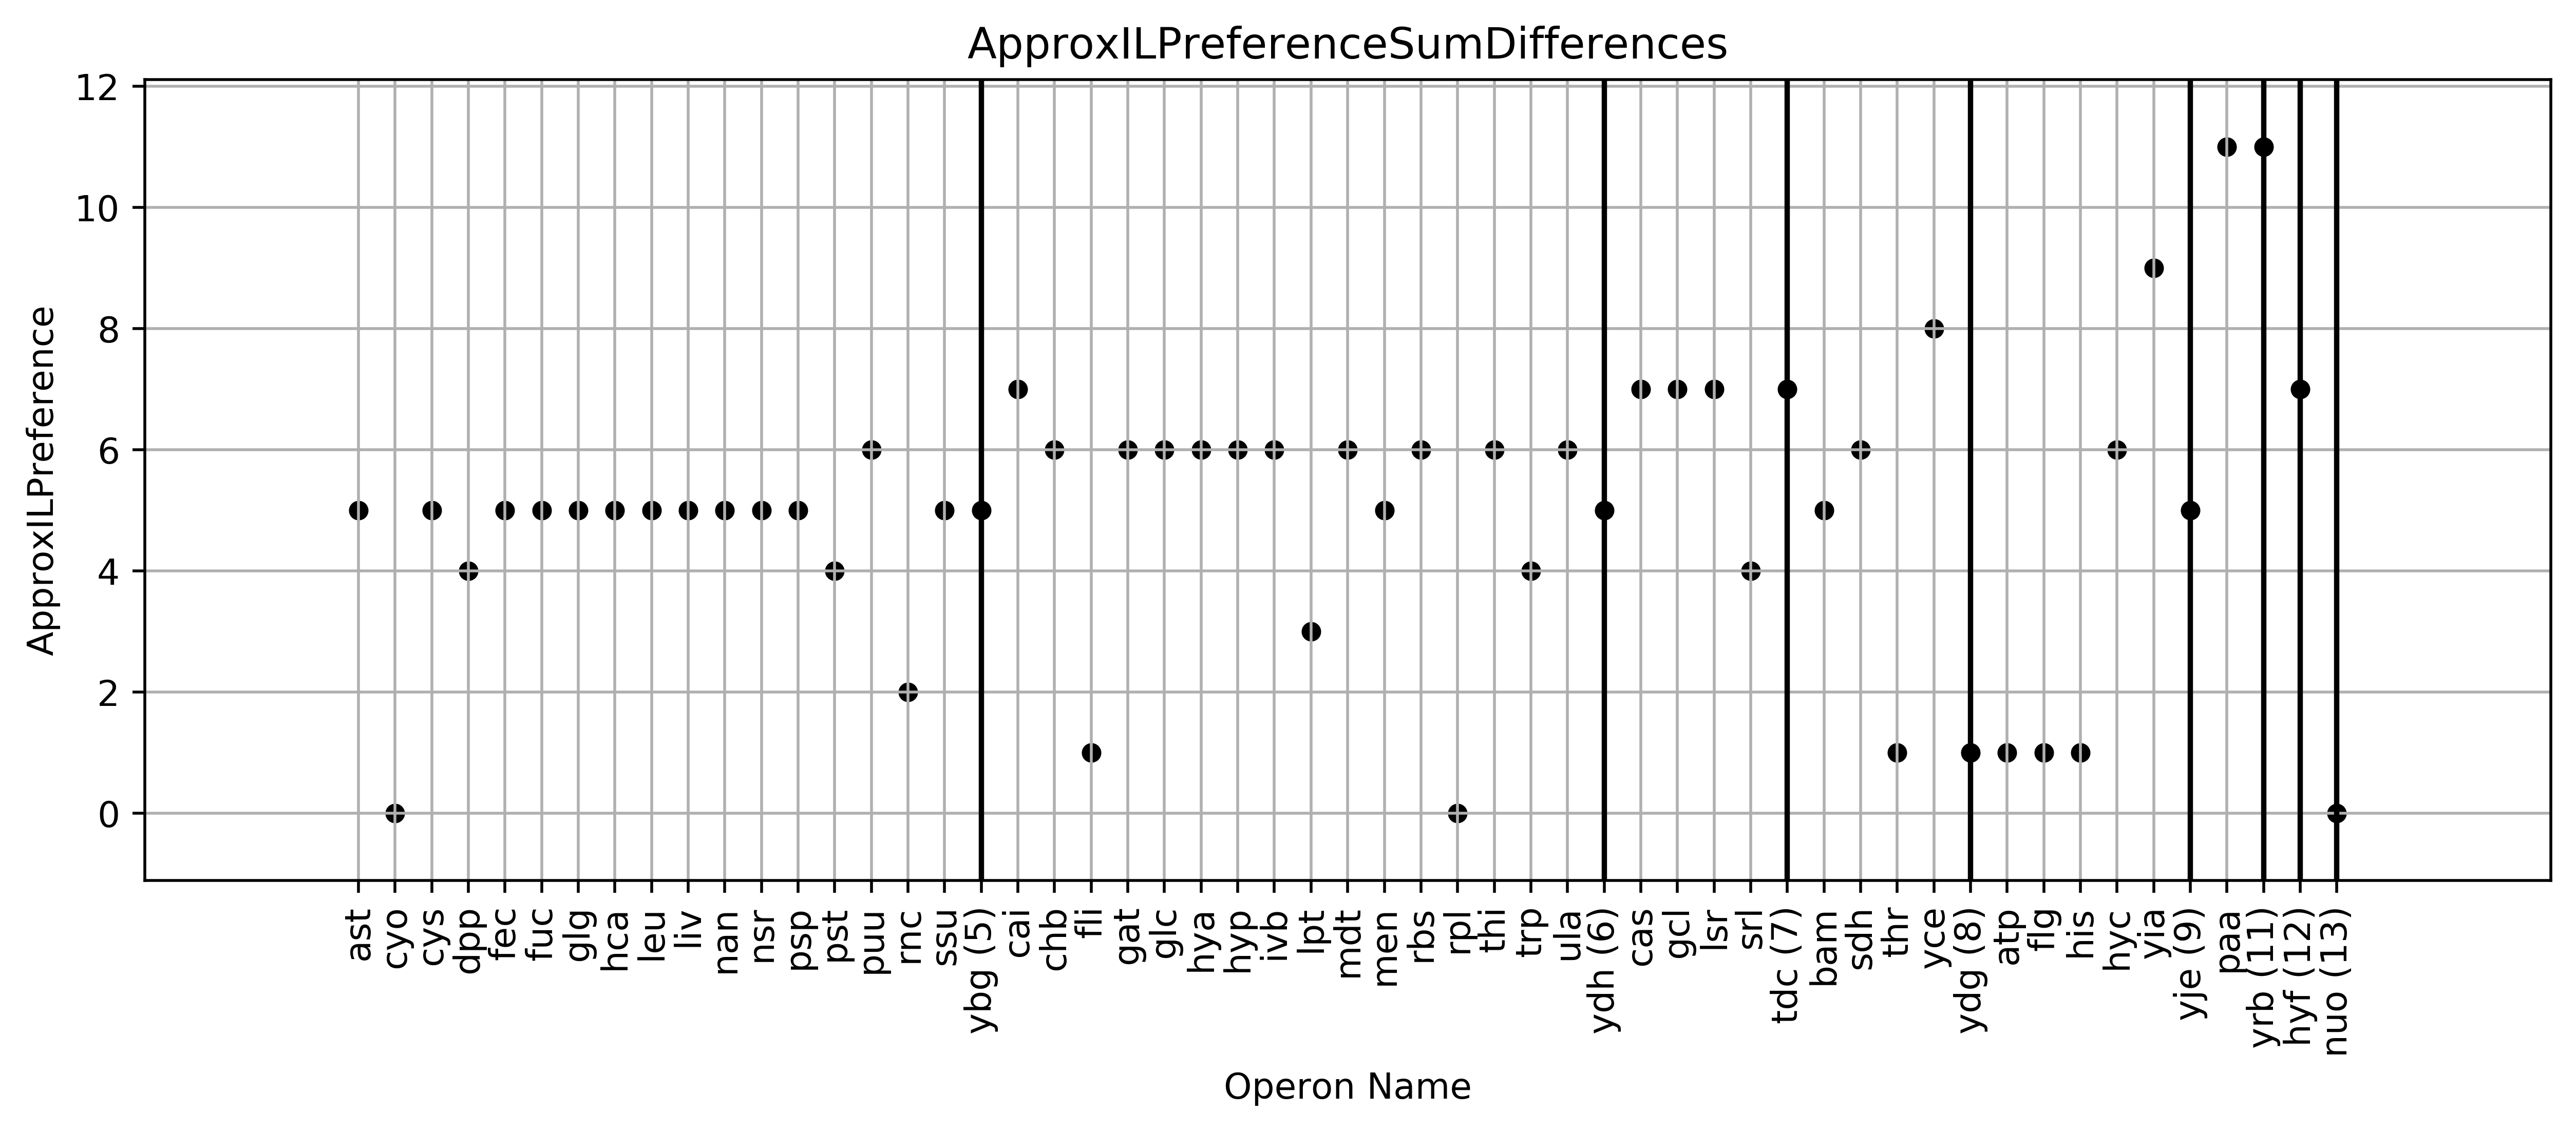 ApproxILPreferenceSumDifferences
ApproxILPreference
12
10
8
6
4
2
0
ast
cyo
cys
dpp
fec
fuc
glg
hca
leu
liv
nan
nsr
psp
pst
puu
rnc
ssu
ybg (5)
cai
chb
fli
gat
glc
hya
hyp
ivb
lpt
mdt
men
rbs
rpl
thi
trp
ula
ydh (6)
cas
gcl
lsr
srl
tdc (7)
bam
sdh
thr
yce
ydg (8)
atp
flg
his
hyc
yia
yje (9)
paa
yrb (11)
hyf (12)
nuo (13)
Operon Name